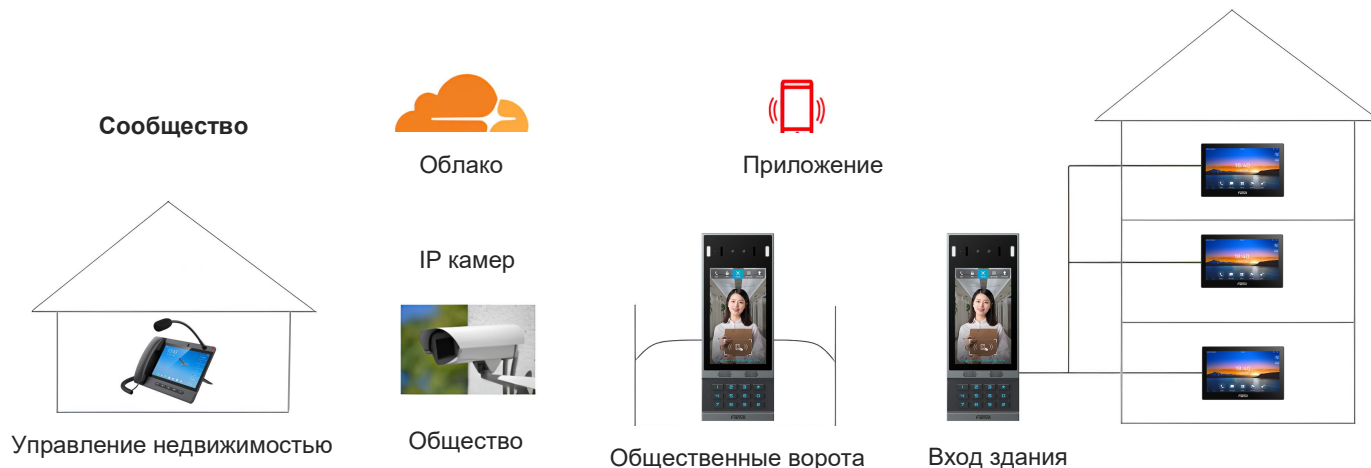 Сообщество
Облако
Приложение
IP камер
Управление недвижимостью
Общество
Общественные ворота
Вход здания